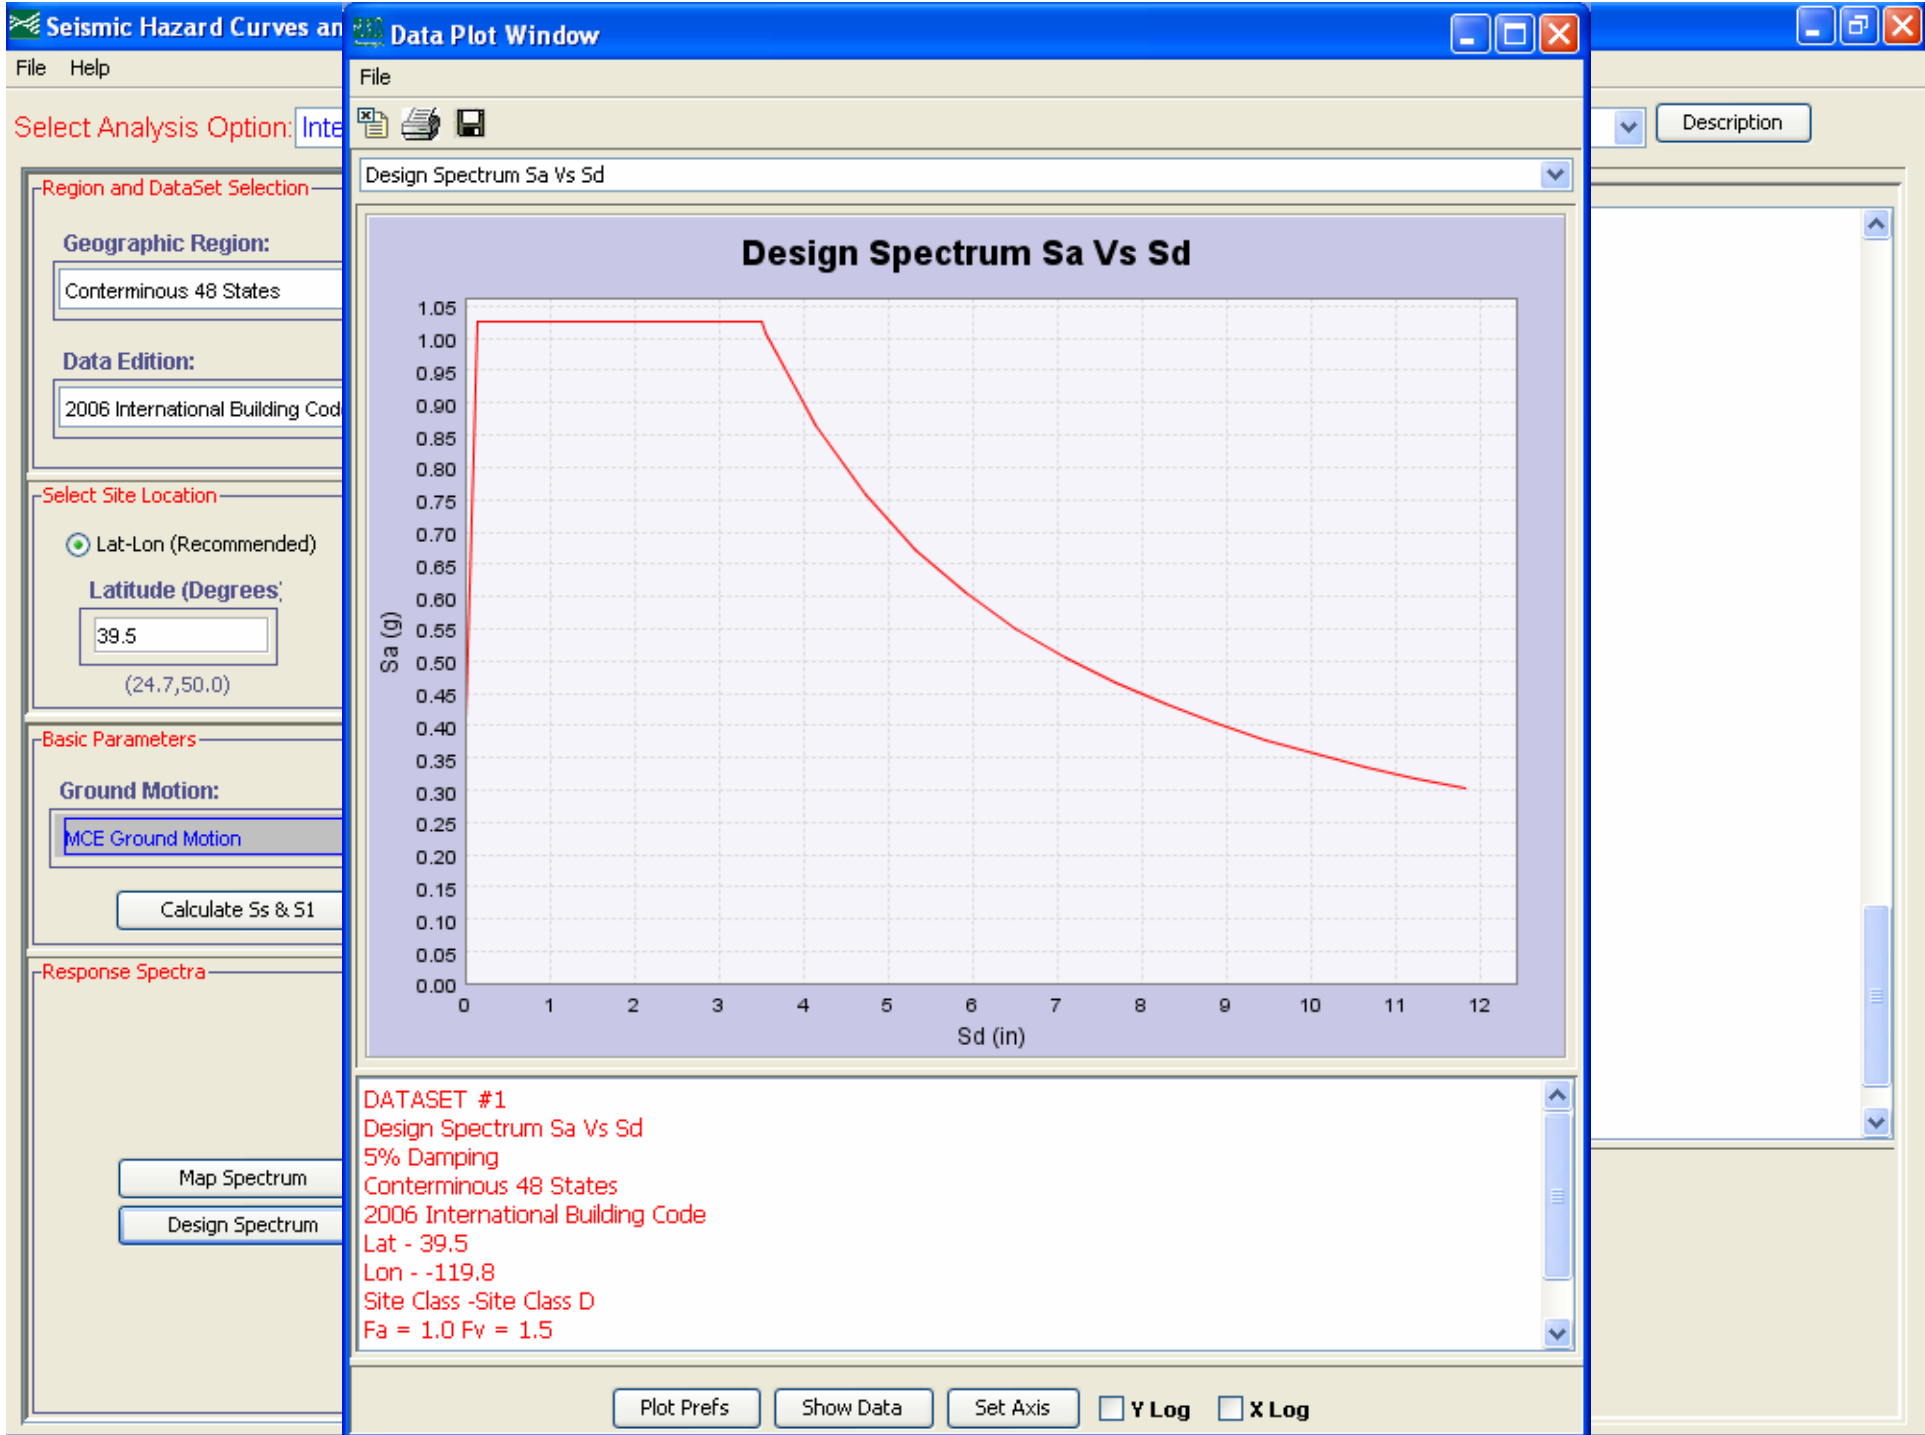 Seismic Hazard Curves an
File Help
Select Analysis Option: Inte
Description
Region and DataSet Selection
Geographic Region:
Conterminous 48 States
Data Edition:
2006 International Building Cod
Select Site Location
Lat-Lon (Recommended)
Latitude (Degrees)
39.5
(24.7,50.0)
Basic Parameters
Ground Motion:
MCE Ground Motion
Calculate Ss & S1
Response Spectra
Map Spectrum
Design Spectrum
Data Plot Window
File
Design Spectrum Sa Vs Sd
Design Spectrum Sa Vs Sd
1.05
1.00
0.95
0.90
0.85
0.80
0.75
0.70
0.65
0.60
0.55
0.50
0.45
0.40
0.35
0.30
0.25
0.20
0.15
0.10
0.05
0.00
Sa (g)
0 1 2 3 4 5 6 7 8 9 10 11 12
Sd (in)
DATASET #1
Design Spectrum Sa Vs Sd
5% Damping
Conterminous 48 States
2006 International Building Code
Lat - 39.5
Lon - -119.8
Site Class -Site Class D
Fa = 1.0 Fv = 1.5
Plot Prefs Show Data Set Axis Y Log X Log